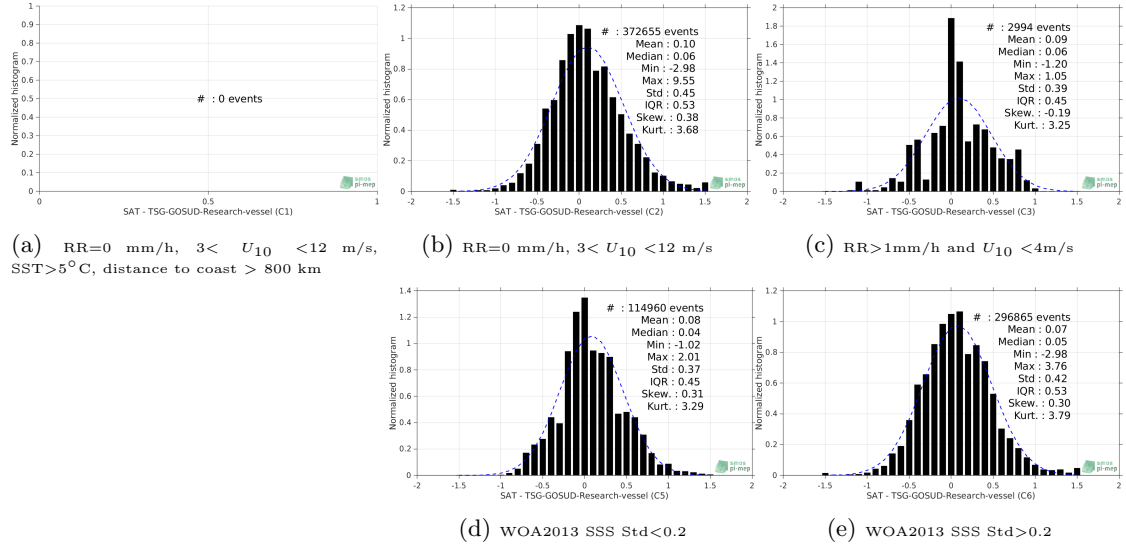 1
0.9
0.8
0.7
0.6
0.5
0.4
0.3
0.2
0.1
0
0 0.5 1
Normalized histogram
# : 0 events
smos
pi-mep
SAT - TSG-GOSUD-Research-vessel (C1)
(a) RR=0 mm/h, 3< U10 <12 m/s,
SST>5°C, distance to coast > 800 km
1.2
1
0.8
0.6
0.4
0.2
0
-2 -1.5 -1 -0.5 0 0.5 1 1.5 2
Normalized histogram
# : 372655 events
Mean : 0.10
Median : 0.06
Min : -2.98
Max : 9.55
Std : 0.45
IQR : 0.53
Skew. : 0.38
Kurt. : 3.68
smos
pi-mep
SAT - TSG-GOSUD-Research-vessel (C2)
(b) RR=0 mm/h, 3< U10 <12 m/s
2
1.8
1.6
1.4
1.2
1
0.8
0.6
0.4
0.2
0
-2 -1.5 -1 -0.5 0 0.5 1 1.5 2
Normalized histogram
# : 2994 events
Mean : 0.09
Median : 0.06
Min : -1.20
Max : 1.05
Std : 0.39
IQR : 0.45
Skew. : -0.19
Kurt. : 3.25
smos
pi-mep
SAT - TSG-GOSUD-Research-vessel (C3)
(c) RR>1mm/h and U10 <4m/s
1.4
1.2
1
0.8
0.6
0.4
0.2
0
-2 -1.5 -1 -0.5 0 0.5 1 1.5 2
Normalized histogram
# : 114960 events
Mean : 0.08
Median : 0.04
Min : -1.02
Max : 2.01
Std : 0.37
IQR : 0.45
Skew. : 0.31
Kurt. : 3.29
smos
pi-mep
SAT - TSG-GOSUD-Research-vessel (C5)
(d) WOA2013 SSS Std<0.2
1.2
1
0.8
0.6
0.4
0.2
0
-2 -1.5 -1 -0.5 0 0.5 1 1.5 2
Normalized histogram
# : 296865 events
Mean : 0.07
Median : 0.05
Min : -2.98
Max : 3.76
Std : 0.42
IQR : 0.53
Skew. : 0.30
Kurt. : 3.79
smos
pi-mep
SAT - TSG-GOSUD-Research-vessel (C6)
(e) WOA2013 SSS Std>0.2